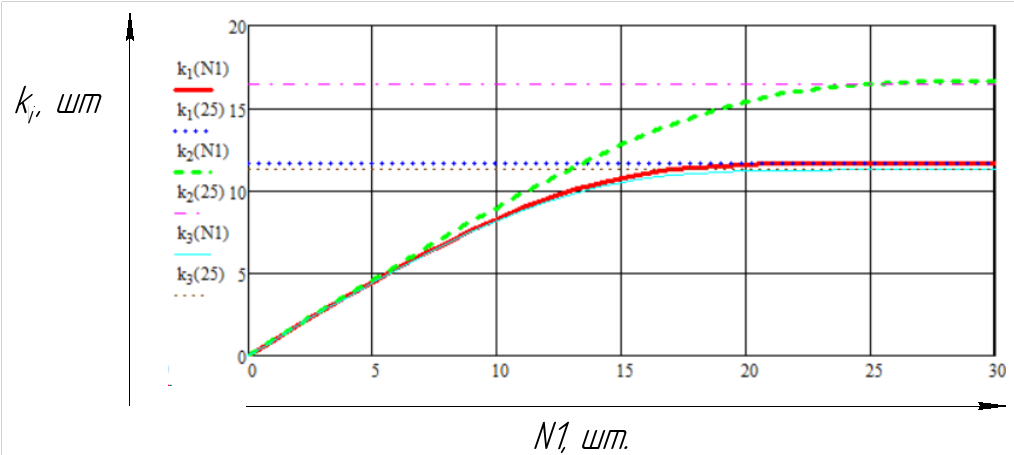 20
k₁(N1)
kⱼ, шт
k₁(25) 15
k₂(N1)
k₂(25) 10
k₃(N1)
k₃(25) 5
0
0 5 10 15 20 25 30
N1, шт.